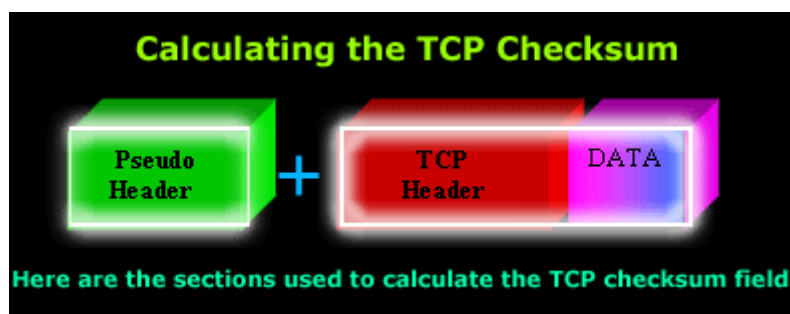 Calculating the TCP Checksum
Pseudo Header
+
TCP Header
DATA
Here are the sections used to calculate the TCP checksum field